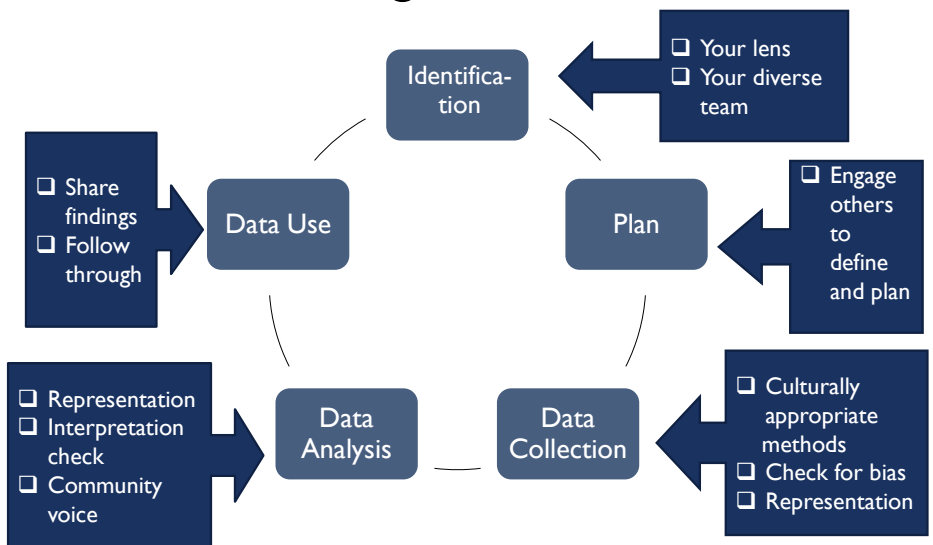 Identifica-
tion
❑ Your lens
❑ Your diverse
team
Plan
❑ Engage
others
to
define
and plan
Data
Collection
❑ Culturally
appropriate
methods
❑ Check for bias
❑ Representation
Data
Analysis
❑ Representation
❑ Interpretation
check
❑ Community
voice
Data Use
❑ Share
findings
❑ Follow
through